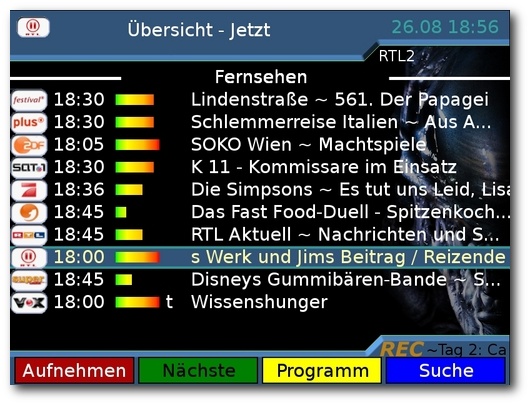 Übersicht - Jetzt
26.08 18:56
RTL2
Fernsehen
festival 18:30 Lindenstraße ~ 561. Der Papagei
plus 18:30 Schlemmerreise Italien ~ Aus A...
ZDF 18:05 SOKO Wien ~ Machtspiele
SAT.1 18:30 K 11 - Kommissare im Einsatz
7 18:36 Die Simpsons ~ Es tut uns Leid, Lisa
18:45 Das Fast Food-Duell - Spitzenkoch...
RTL 18:45 RTL Aktuell ~ Nachrichten und S...
18:00 s Werk und Jims Beitrag / Reizende
super 18:45 Disneys Gummibären-Bande ~ S...
VOX 18:00 t Wissenshunger
REC ~Tag 2: Ca
Aufnehmen Nächste Programm Suche